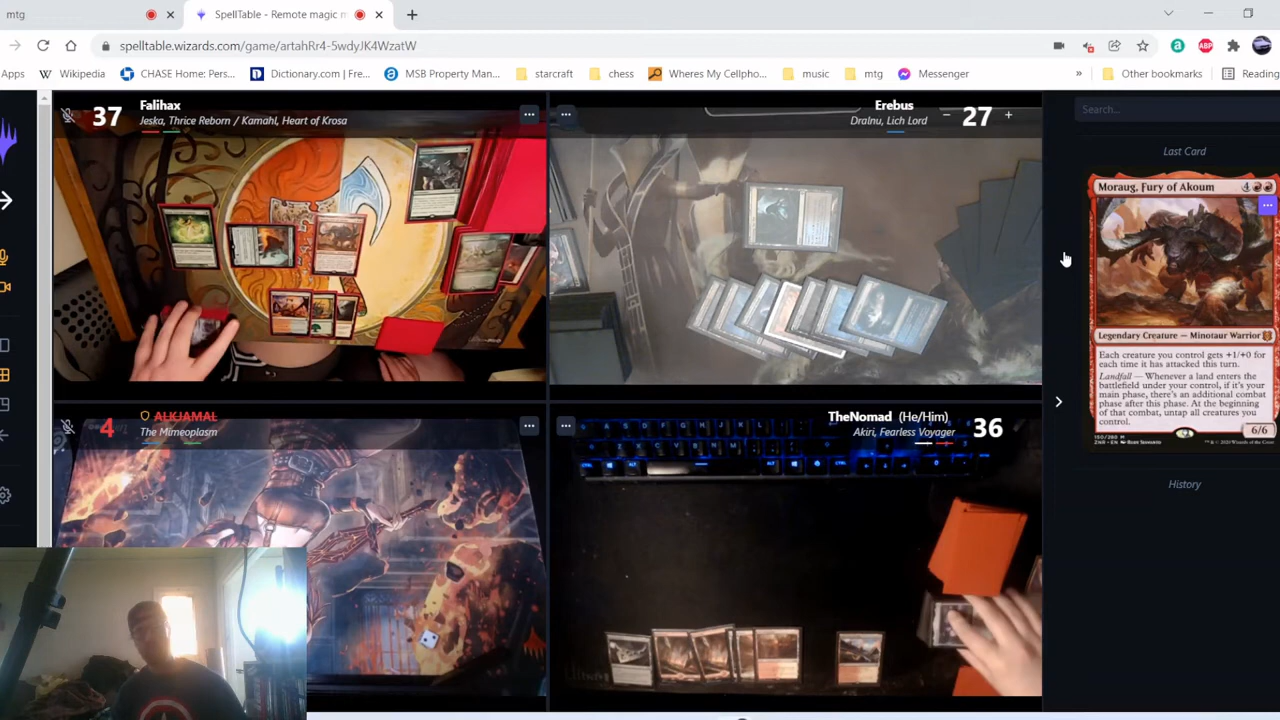 mtg
SpellTable - Remote magic m
spelltable.wizards.com/game/artahRr4-5wdyJK4WzatW
Apps
Wikipedia
CHASE Home: Pers...
Dictionary.com | Fre...
MSB Property Man...
starcraft
chess
Wheres My Cellpho...
music
mtg
Messenger
»
Other bookmarks
Reading
37
Falihax
Jeska, Thrice Reborn / Kamahl, Heart of Krosa
Erebus
Dralnu, Lich Lord
− 27 +
4
ALKJAMAL
The Mimeoplasm
TheNomad (He/Him)
Akiri, Fearless Voyager
36
Search...
Last Card
Moraug, Fury of Akoum
4
Legendary Creature — Minotaur Warrior
Each creature you control gets +1/+0 for
each time it has attacked this turn.
Landfall — Whenever a land enters the
battlefield under your control, if it's your
main phase, there's an additional combat
phase after this phase. At the beginning
of that combat, untap all creatures you
control.
6/6
History